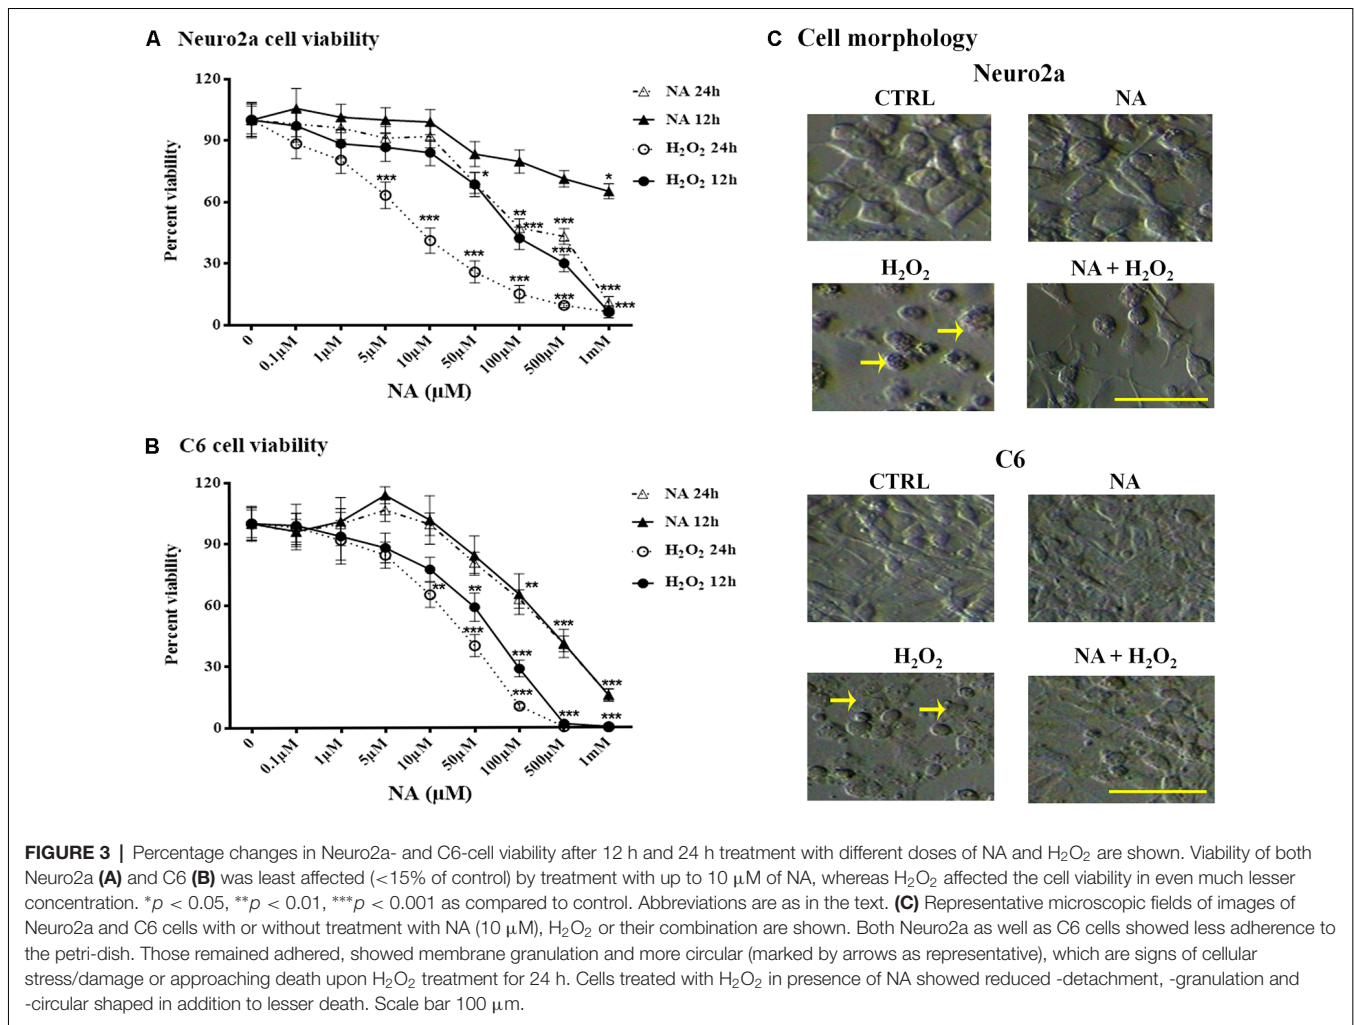 A Neuro2a cell viability
120
90
60
30
0
Percent viability
NA 24h
NA 12h
H₂O₂ 24h
H₂O₂ 12h
***
***
***
***
***
*
**
***
***
***
*
***
***
0
0.1µM
1µM
5µM
10µM
50µM
100µM
500µM
1mM
NA (µM)
B C6 cell viability
120
90
60
30
0
Percent viability
NA 24h
NA 12h
H₂O₂ 24h
H₂O₂ 12h
**
**
***
**
***
***
***
***
***
***
0
0.1µM
1µM
5µM
10µM
50µM
100µM
500µM
1mM
NA (µM)
C Cell morphology
Neuro2a
CTRL NA
H₂O₂ NA + H₂O₂
C6
CTRL NA
H₂O₂ NA + H₂O₂
FIGURE 3 | Percentage changes in Neuro2a- and C6-cell viability after 12 h and 24 h treatment with different doses of NA and H₂O₂ are shown. Viability of both
Neuro2a (A) and C6 (B) was least affected (<15% of control) by treatment with up to 10 µM of NA, whereas H₂O₂ affected the cell viability in even much lesser
concentration. *p < 0.05, **p < 0.01, ***p < 0.001 as compared to control. Abbreviations are as in the text. (C) Representative microscopic fields of images of
Neuro2a and C6 cells with or without treatment with NA (10 µM), H₂O₂ or their combination are shown. Both Neuro2a as well as C6 cells showed less adherence to
the petri-dish. Those remained adhered, showed membrane granulation and more circular (marked by arrows as representative), which are signs of cellular
stress/damage or approaching death upon H₂O₂ treatment for 24 h. Cells treated with H₂O₂ in presence of NA showed reduced -detachment, -granulation and
-circular shaped in addition to lesser death. Scale bar 100 µm.